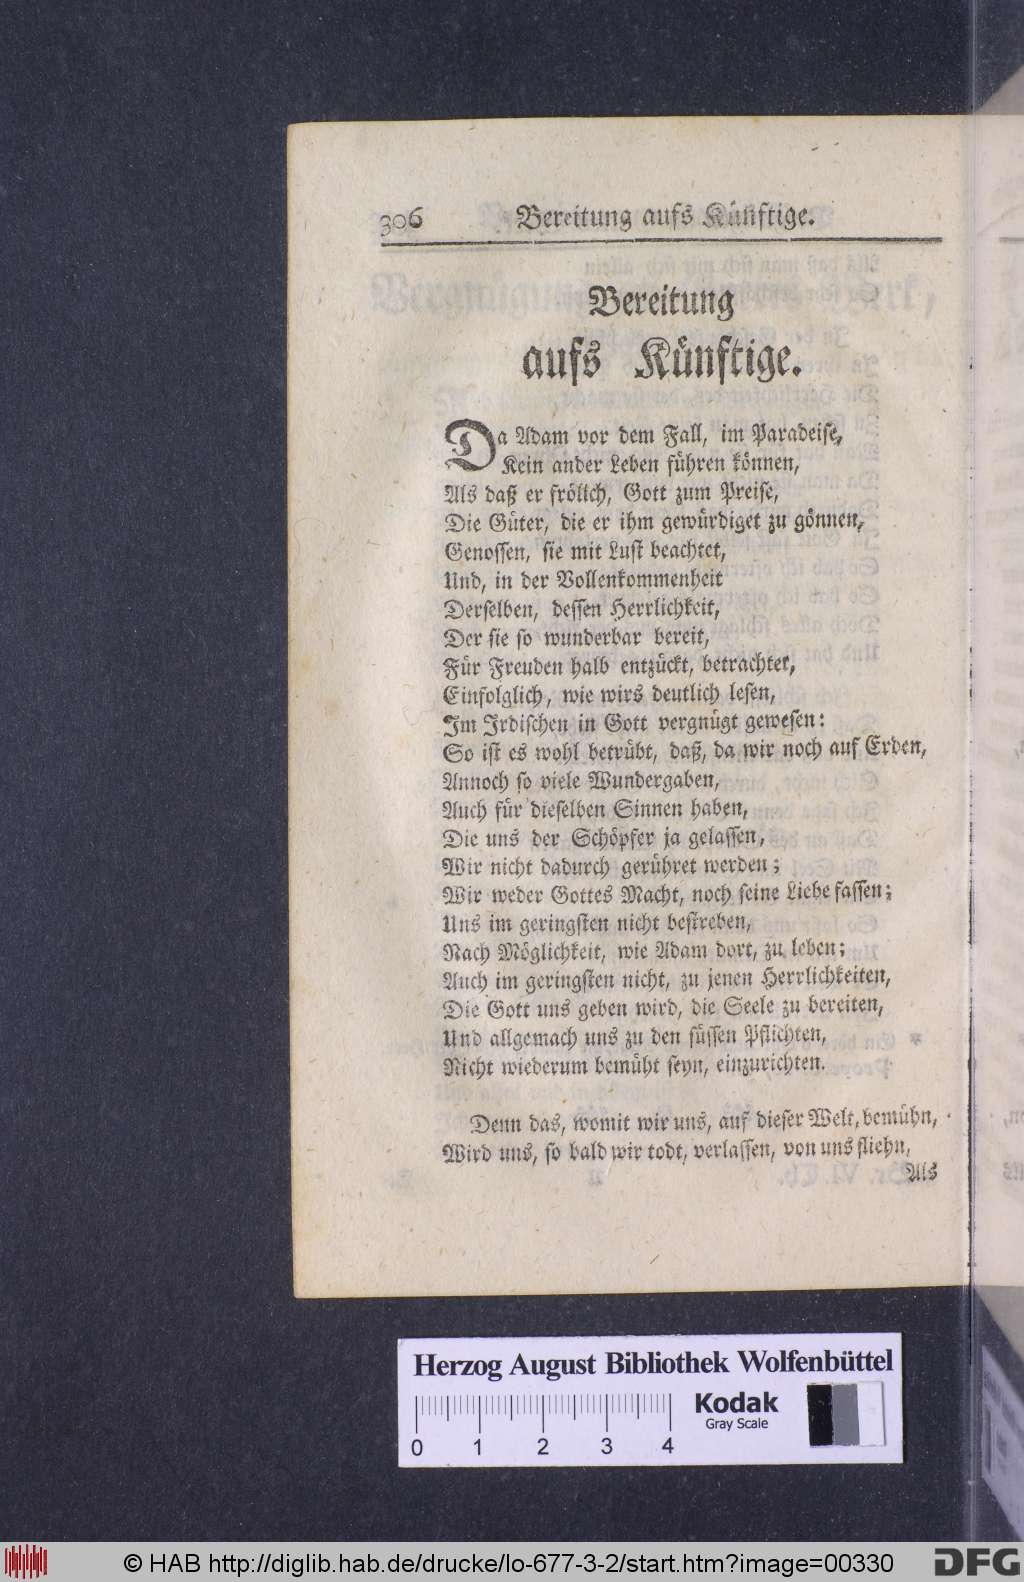 306 Bereitung aufs Künftige.
Bereitung
aufs Künftige.
Da Adam vor dem Fall, im Paradeise,
Kein ander Leben führen können,
Als daß er frölich, Gott zum Preise,
Die Güter, die er ihm gewürdiget zu gönnen,
Genossen, sie mit Lust beachtet,
Und, in der Vollenkommenheit
Derselben, dessen Herrlichkeit,
Der sie so wunderbar bereit,
Für Freuden halb entzückt, betrachtet,
Einfolglich, wie wirs deutlich lesen,
Im Irdischen in Gott vergnügt gewesen:
So ist es wohl betrübt, daß, da wir noch auf Erden,
Annoch so viele Wundergaben,
Auch für dieselben Sinnen haben,
Die uns der Schöpfer ja gelassen,
Wir nicht dadurch gerühret werden;
Wir weder Gottes Macht, noch seine Liebe fassen;
Uns im geringsten nicht bestreben,
Nach Möglichkeit, wie Adam dort, zu leben;
Auch im geringsten nicht, zu jenen Herrlichkeiten,
Die Gott uns geben wird, die Seele zu bereiten,
Und allgemach uns zu den süssen Pflichten,
Nicht wiederum bemüht seyn, einzurichten.
Denn das, womit wir uns, auf dieser Welt, bemühn,
Wird uns, so bald wir todt, verlassen, von uns fliehn,
Als
Herzog August Bibliothek Wolfenbüttel
0 1 2 3 4
Kodak
Gray Scale
© HAB http://diglib.hab.de/drucke/lo-677-3-2/start.htm?image=00330
DFG